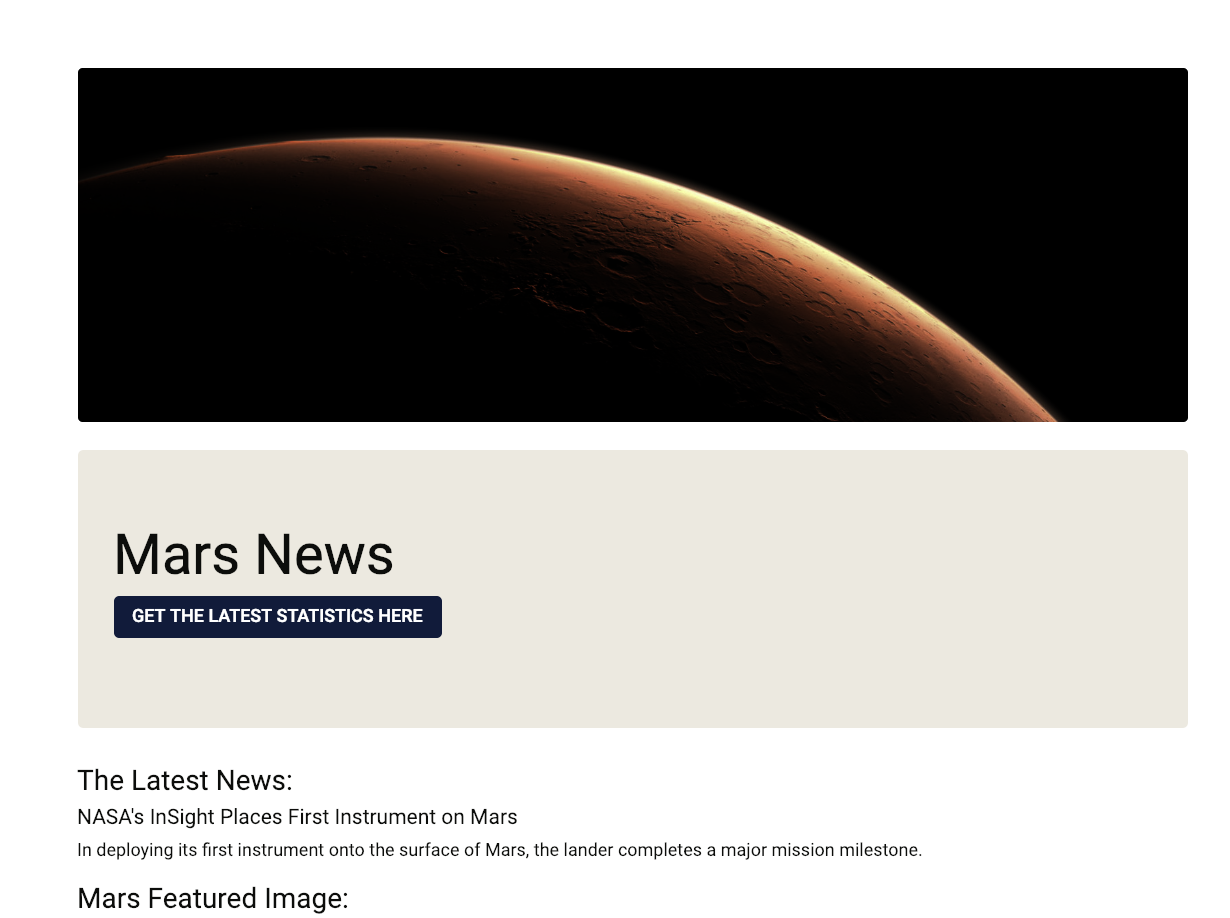 Mars News
GET THE LATEST STATISTICS HERE
The Latest News:
NASA's InSight Places First Instrument on Mars
In deploying its first instrument onto the surface of Mars, the lander completes a major mission milestone.
Mars Featured Image: